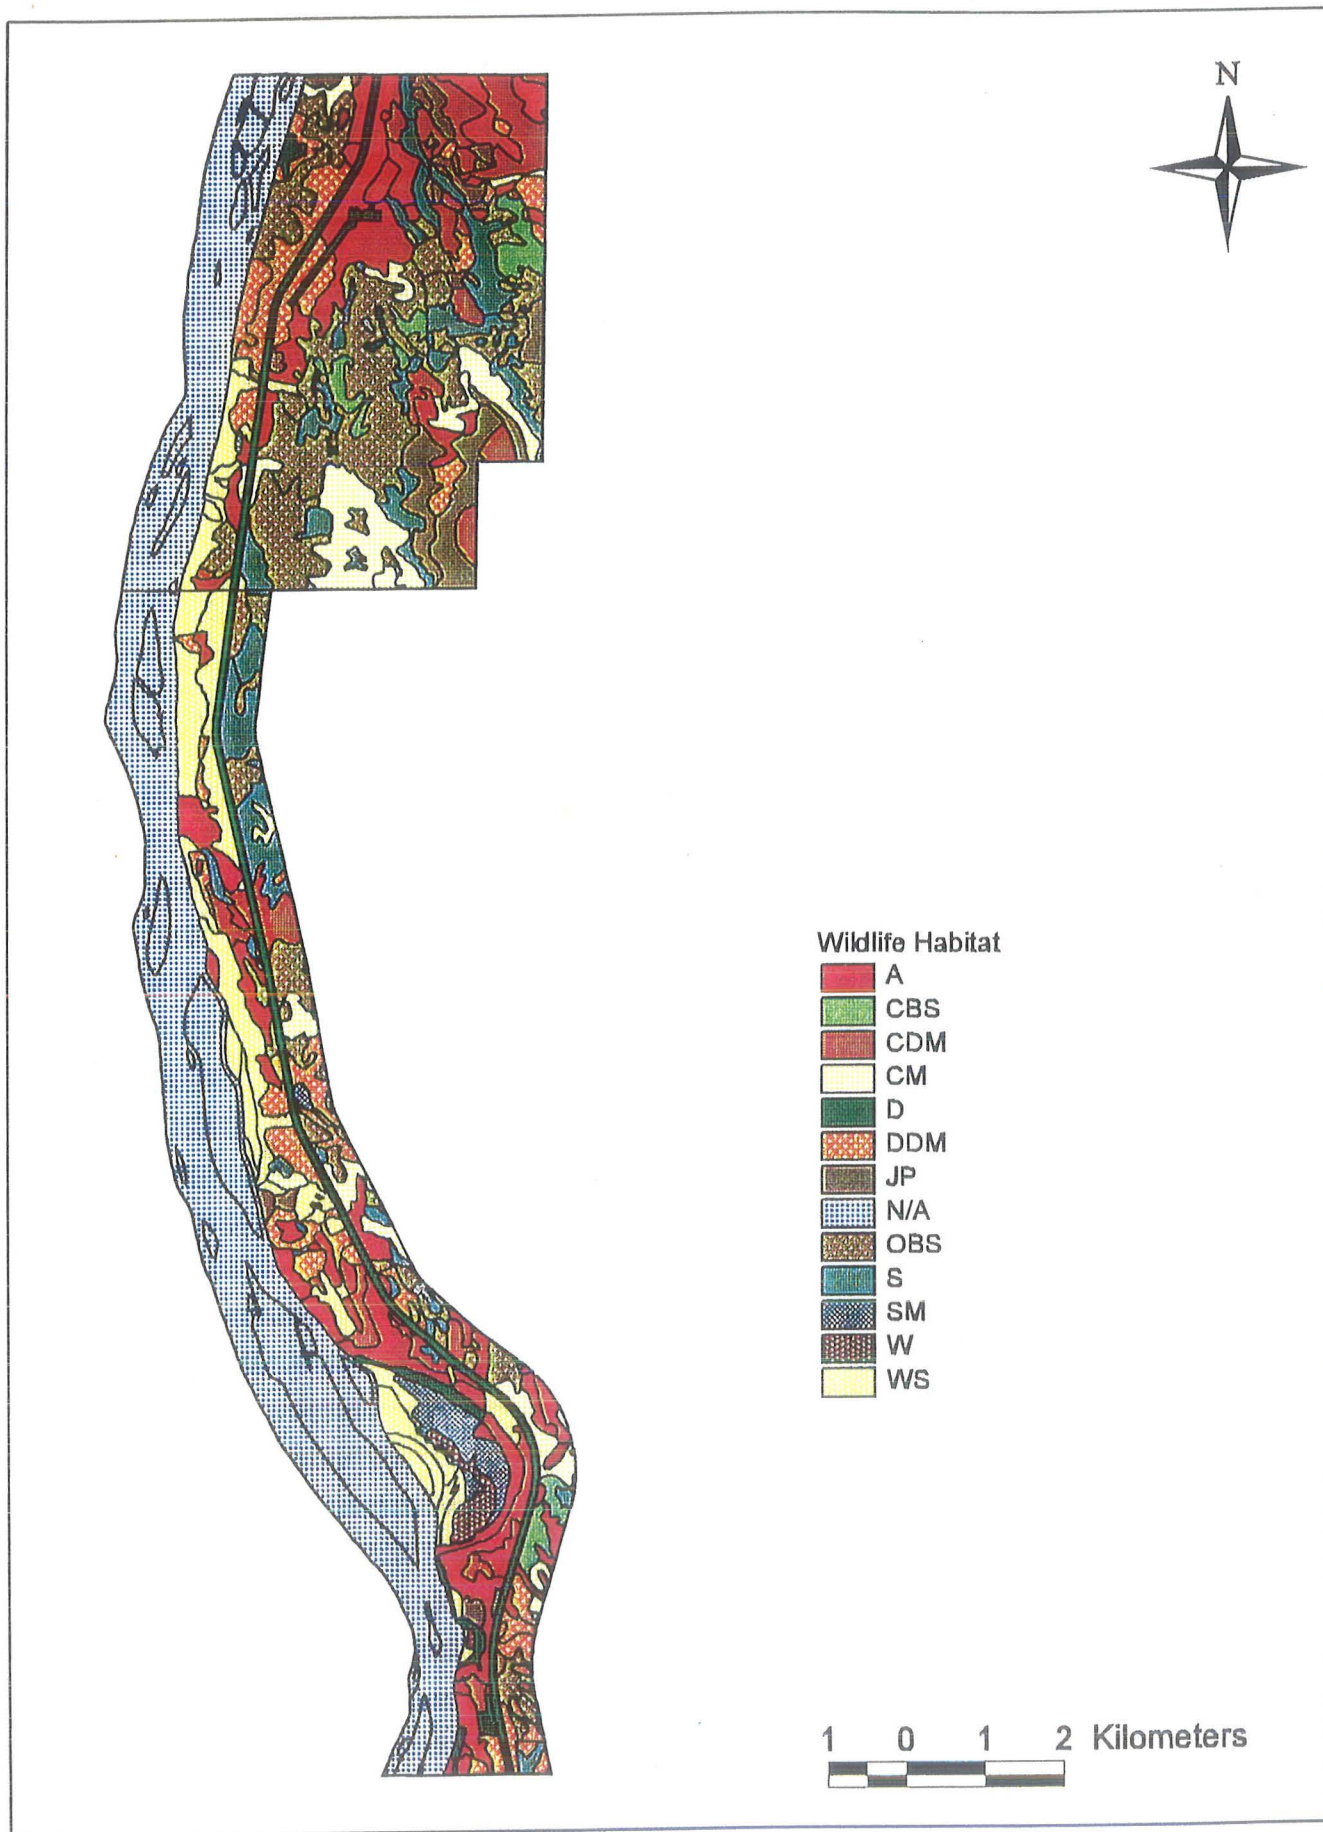 N
Wildlife Habitat
A
CBS
CDM
CM
D
DDM
JP
N/A
OBS
S
SM
W
WS
1 0 1 2 Kilometers